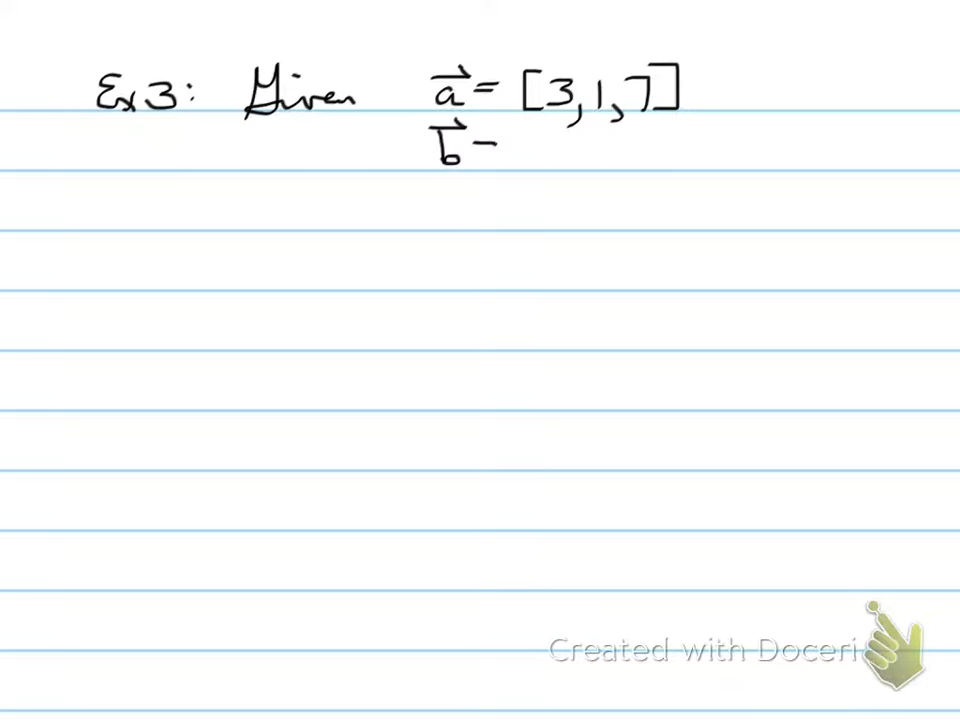 Ex 3: Given a⃗ = [3, 1, 7]
b⃗ -
Created with Doceri